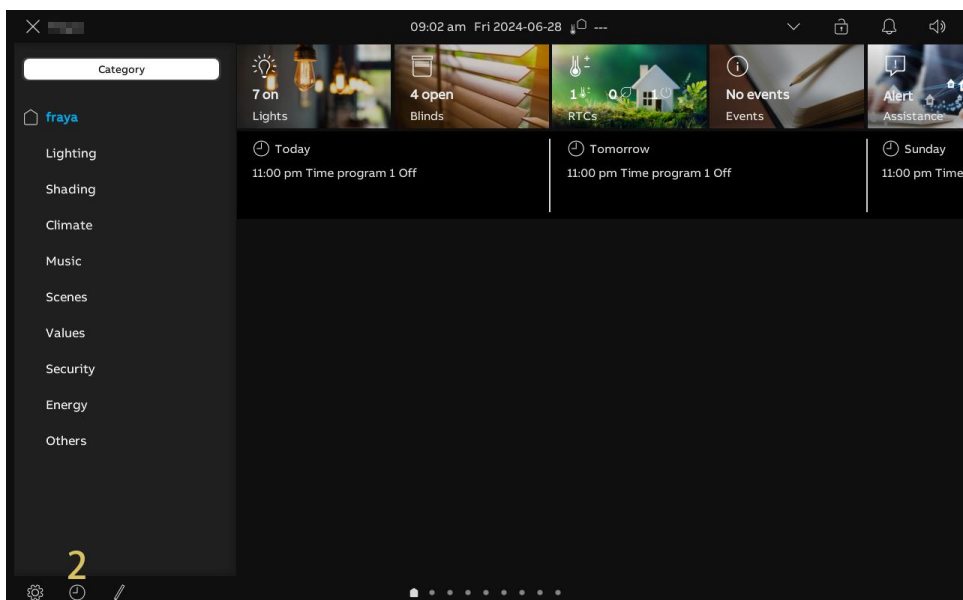 09:02 am Fri 2024-06-28 ---
Category
fraya
Lighting
Shading
Climate
Music
Scenes
Values
Security
Energy
Others
7 on
Lights
4 open
Blinds
1 0 1
RTCs
No events
Events
Alert
Assistance
Today
11:00 pm Time program 1 Off
Tomorrow
11:00 pm Time program 1 Off
Sunday
11:00 pm Time
2